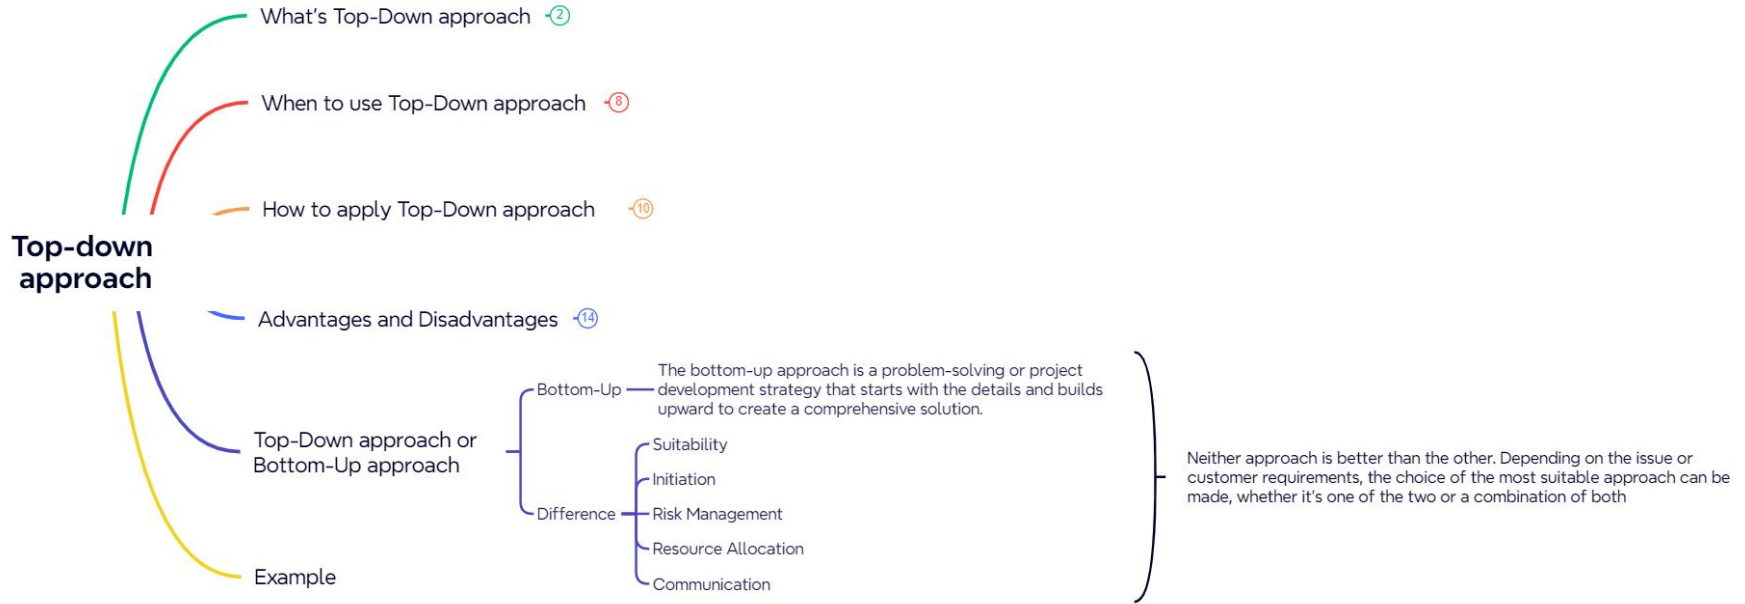 What's Top-Down approach
2
When to use Top-Down approach
8
How to apply Top-Down approach
10
Top-down
approach
Advantages and Disadvantages
14
Top-Down approach or
Bottom-Up approach
Bottom-Up
The bottom-up approach is a problem-solving or project
development strategy that starts with the details and builds
upward to create a comprehensive solution.
Difference
Suitability
Initiation
Risk Management
Resource Allocation
Communication
Neither approach is better than the other. Depending on the issue or
customer requirements, the choice of the most suitable approach can be
made, whether it's one of the two or a combination of both
Example